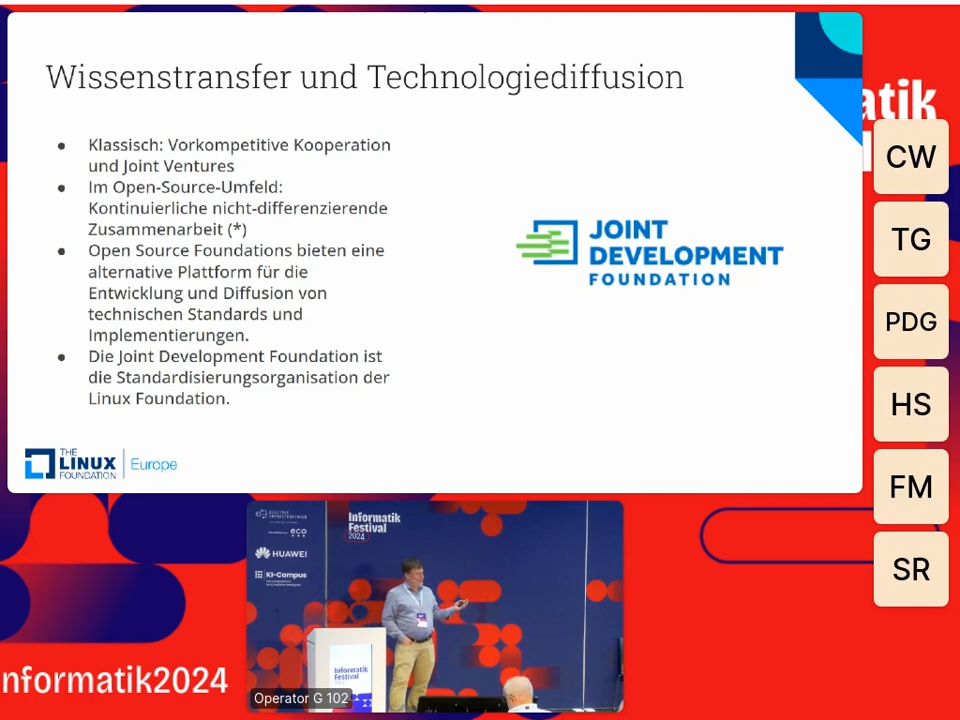 Wissenstransfer und Technologiediffusion
● Klassisch: Vorkompetitive Kooperation
und Joint Ventures
● Im Open-Source-Umfeld:
Kontinuierliche nicht-differenzierende
Zusammenarbeit (*)
● Open Source Foundations bieten eine
alternative Plattform für die
Entwicklung und Diffusion von
technischen Standards und
Implementierungen.
● Die Joint Development Foundation ist
die Standardisierungsorganisation der
Linux Foundation.
JOINT
DEVELOPMENT
FOUNDATION
THE
LINUX
FOUNDATION
Europe
atik
CW
TG
PDG
HS
FM
SR
eco
HUAWEI
KI-Campus
Informatik
Festival
2024
Informatik
Operator G 102
nformatik2024